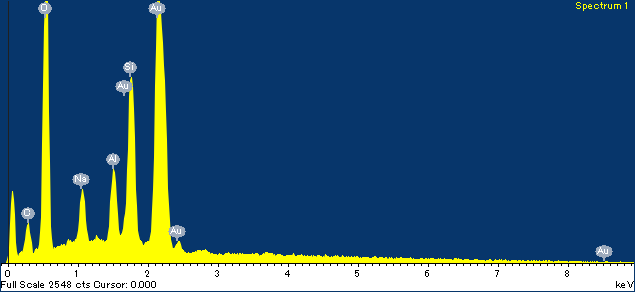 Spectrum 1
O
Au
Si
Au
Al
Na
C
Au
Au
0 1 2 3 4 5 6 7 8
Full Scale 2548 cts Cursor: 0.000 keV